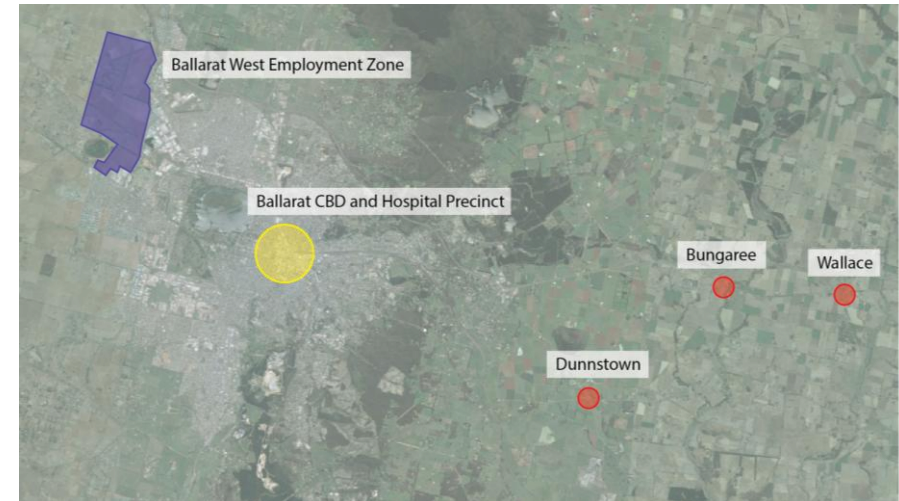 Ballarat West Employment Zone
Ballarat CBD and Hospital Precinct
Bungaree
Wallace
Dunnstown